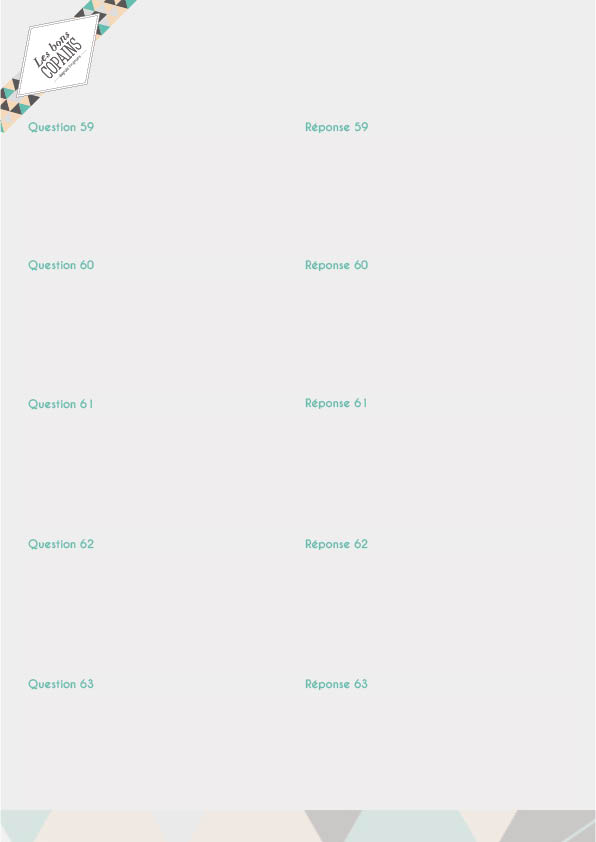 Les bons
COPAINS
Question 59
Réponse 59
Question 60
Réponse 60
Question 61
Réponse 61
Question 62
Réponse 62
Question 63
Réponse 63